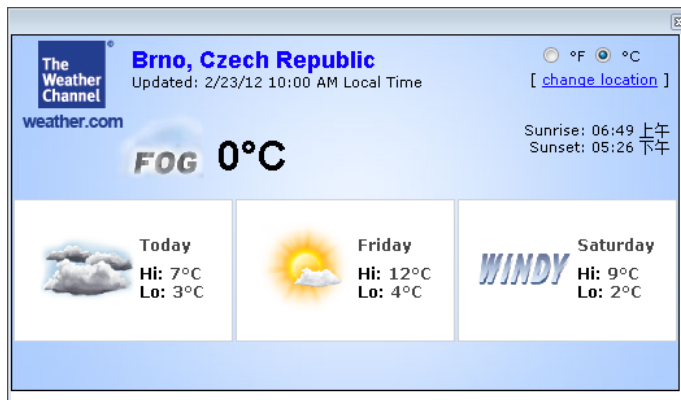 The
Weather
Channel
®
weather.com
Brno, Czech Republic
Updated: 2/23/12 10:00 AM Local Time
°F °C
[ change location ]
FOG 0°C
Sunrise: 06:49 上午
Sunset: 05:26 下午
Today
Hi: 7°C
Lo: 3°C
Friday
Hi: 12°C
Lo: 4°C
WINDY
Saturday
Hi: 9°C
Lo: 2°C